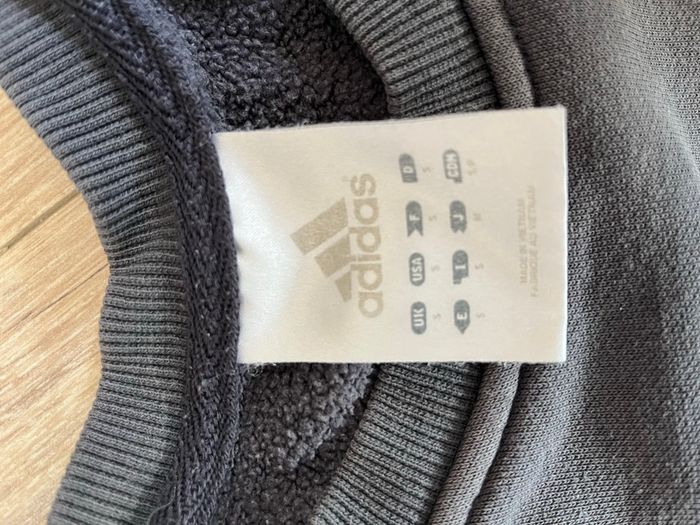 adidas
UK USA F D
S S S S
E I J CDN
S S M S/P
MADE IN VIETNAM
FABRIQUÉ AU VIETNAM